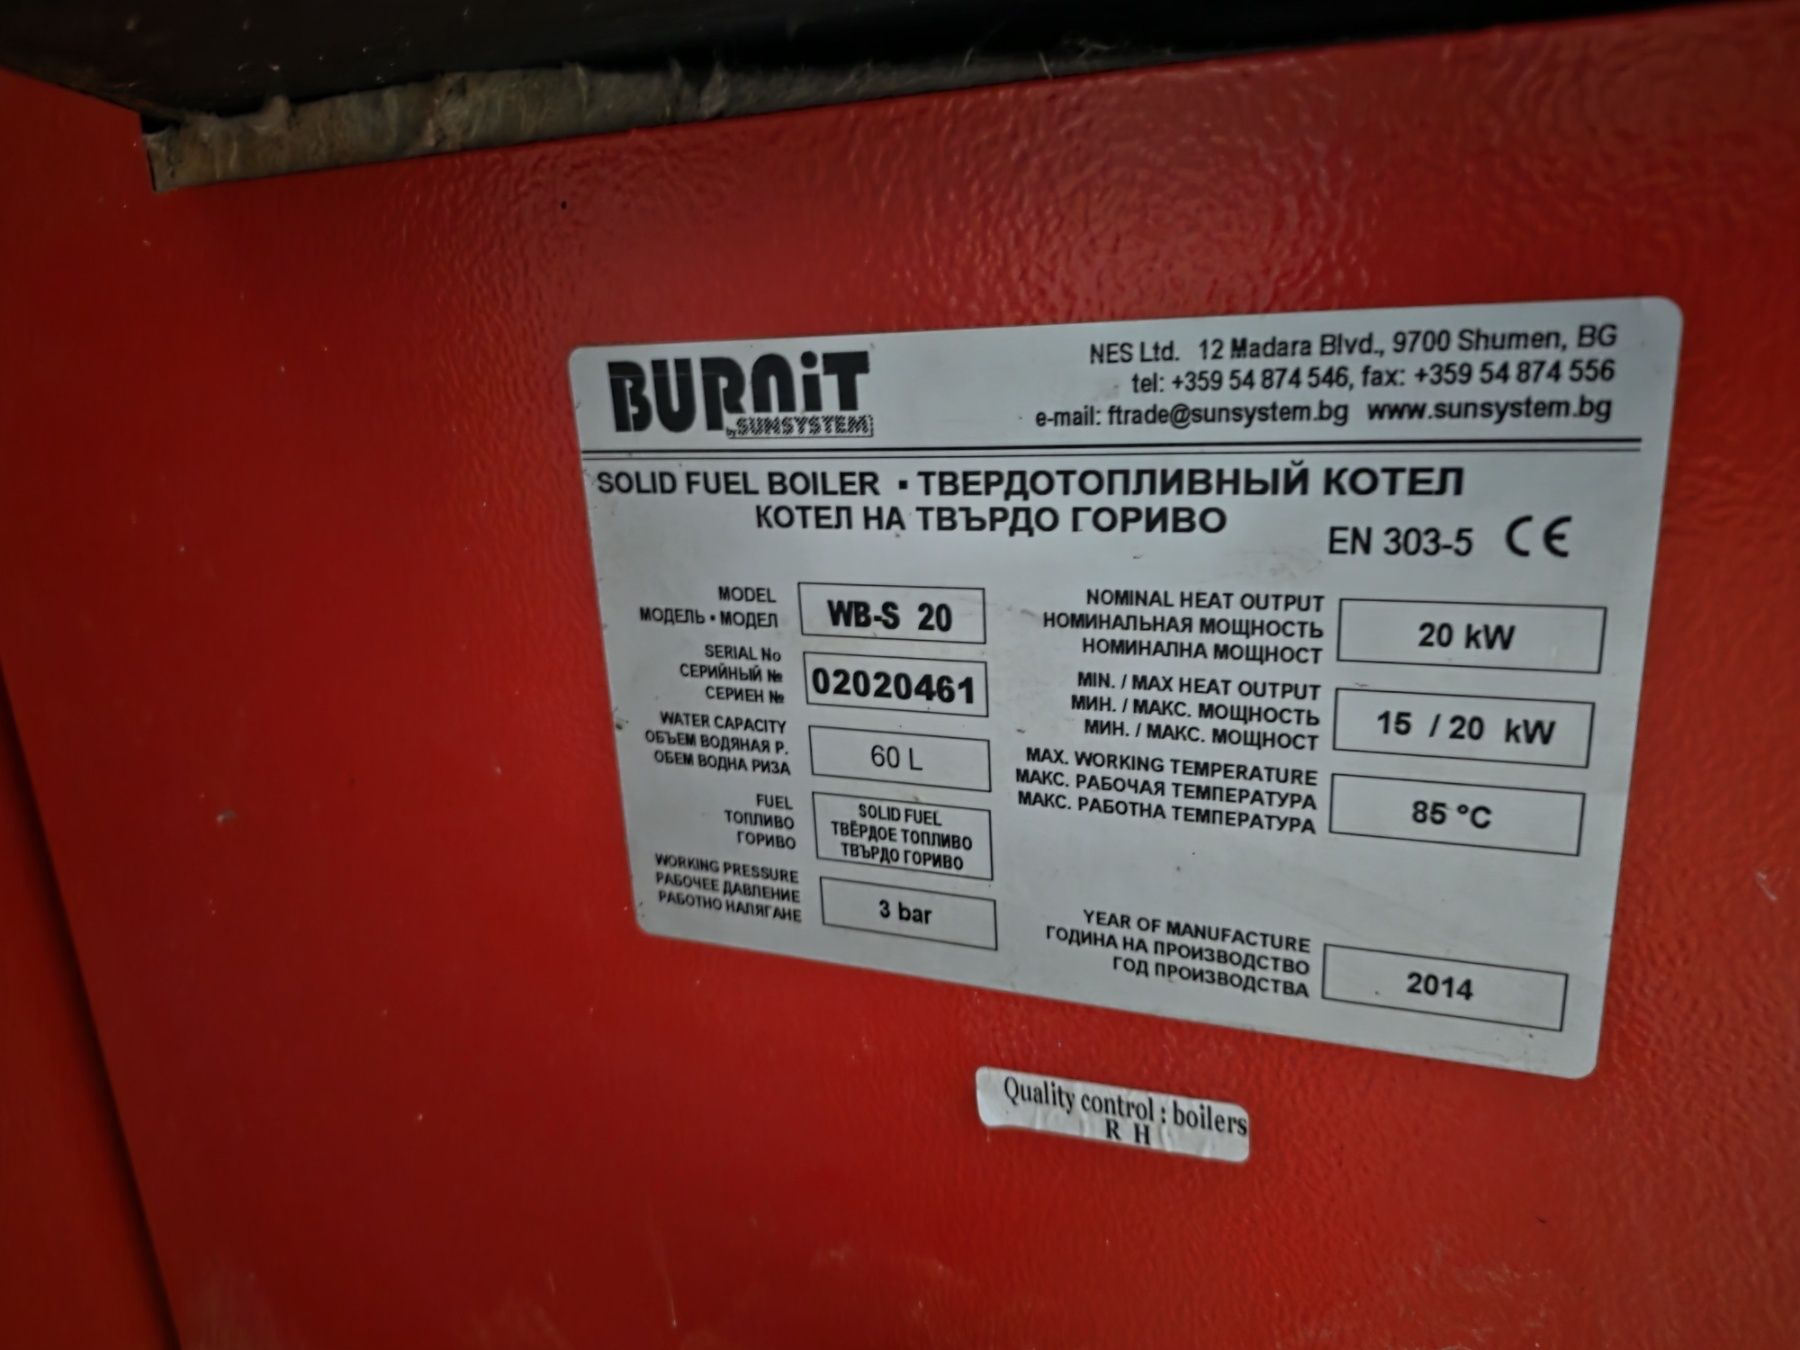 BURNiT
by SUNSYSTEM
NES Ltd. 12 Madara Blvd., 9700 Shumen, BG
tel: +359 54 874 546, fax: +359 54 874 556
e-mail: ftrade@sunsystem.bg www.sunsystem.bg
SOLID FUEL BOILER ▪ ТВЕРДОТОПЛИВНЫЙ КОТЕЛ
КОТЕЛ НА ТВЪРДО ГОРИВО
EN 303-5 CE
MODEL
МОДЕЛЬ ▪ МОДЕЛ
WB-S 20
SERIAL No
СЕРИЙНЫЙ №
СЕРИЕН №
02020461
WATER CAPACITY
ОБЪЕМ ВОДЯНАЯ Р.
ОБЕМ ВОДНА РИЗА
60 L
FUEL
ТОПЛИВО
ГОРИВО
SOLID FUEL
ТВЁРДОЕ ТОПЛИВО
ТВЪРДО ГОРИВО
WORKING PRESSURE
РАБОЧЕЕ ДАВЛЕНИЕ
РАБОТНО НАЛЯГАНЕ
3 bar
NOMINAL HEAT OUTPUT
НОМИНАЛЬНАЯ МОЩНОСТЬ
НОМИНАЛНА МОЩНОСТ
20 kW
MIN. / MAX HEAT OUTPUT
МИН. / МАКС. МОЩНОСТЬ
МИН. / МАКС. МОЩНОСТ
15 / 20 kW
MAX. WORKING TEMPERATURE
МАКС. РАБОЧАЯ ТЕМПЕРАТУРА
МАКС. РАБОТНА ТЕМПЕРАТУРА
85 °C
YEAR OF MANUFACTURE
ГОДИНА НА ПРОИЗВОДСТВО
ГОД ПРОИЗВОДСТВА
2014
Quality control : boilers
R H